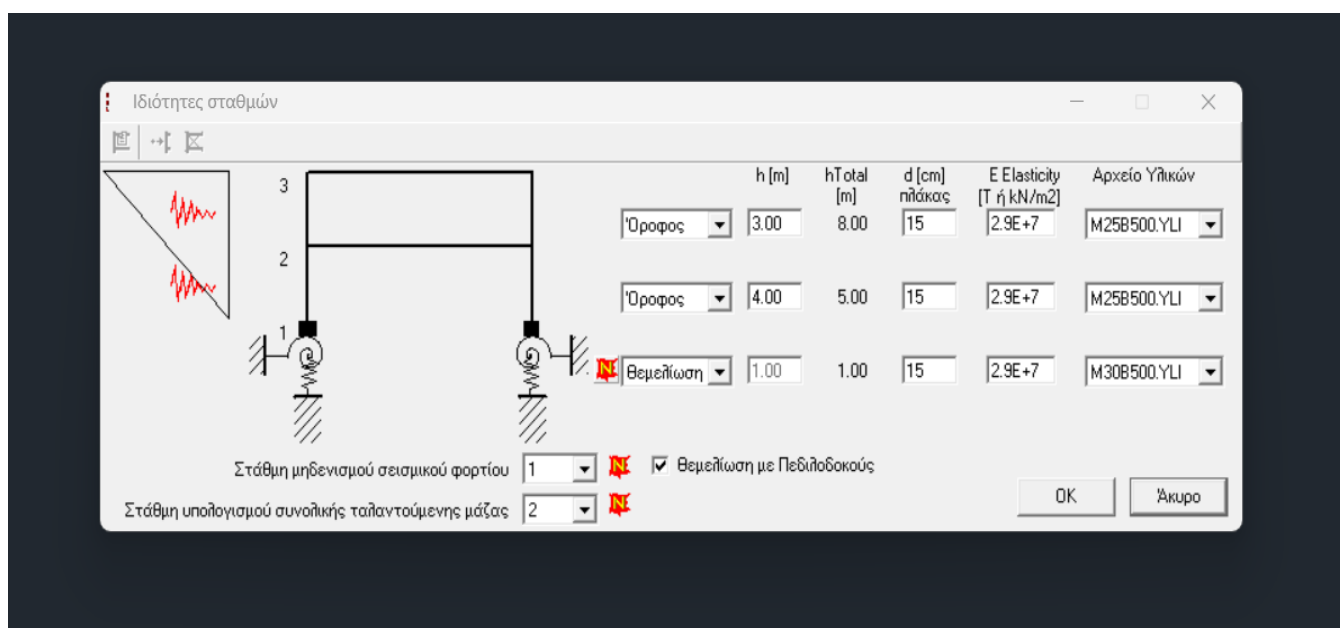 Ιδιότητες σταθμών
h [m] hTotal [m] d [cm] πλάκας E Elasticity [T ή kN/m2] Αρχείο Υλικών
3 Όροφος 3.00 8.00 15 2.9E+7 M25B500.YLI
2 Όροφος 4.00 5.00 15 2.9E+7 M25B500.YLI
1 N Θεμελίωση 1.00 1.00 15 2.9E+7 M30B500.YLI
Στάθμη μηδενισμού σεισμικού φορτίου 1 N Θεμελίωση με Πεδιλοδοκούς
Στάθμη υπολογισμού συνολικής ταλαντούμενης μάζας 2 N
OK Άκυρο